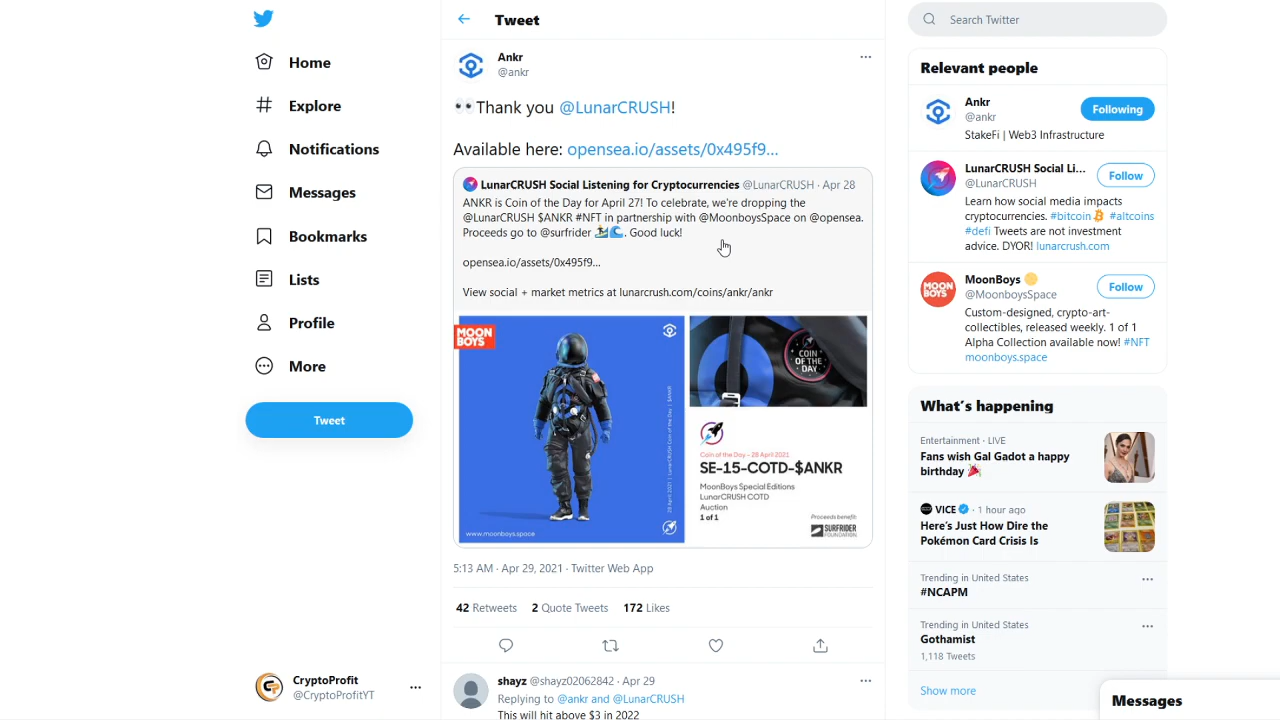 Home
Explore
Notifications
Messages
Bookmarks
Lists
Profile
More
Tweet
CryptoProfit
@CryptoProfitYT
Tweet
Ankr
@ankr
Thank you @LunarCRUSH!
Available here: opensea.io/assets/0x495f9...
LunarCRUSH Social Listening for Cryptocurrencies @LunarCRUSH · Apr 28
ANKR is Coin of the Day for April 27! To celebrate, we're dropping the
@LunarCRUSH $ANKR #NFT in partnership with @MoonboysSpace on @opensea.
Proceeds go to @surfrider 🏄🌊. Good luck!
opensea.io/assets/0x495f9...
View social + market metrics at lunarcrush.com/coins/ankr/ankr
MOON
BOYS
28 April 2021 | LunarCRUSH Coin of the Day | $ANKR
www.moonboys.space
COIN
OF THE
DAY
Coin of the Day - 28 April 2021
SE-15-COTD-$ANKR
MoonBoys Special Editions
LunarCRUSH COTD
Auction
1 of 1
Proceeds benefit:
SURFRIDER
FOUNDATION
5:13 AM · Apr 29, 2021 · Twitter Web App
42 Retweets 2 Quote Tweets 172 Likes
shayz @shayz02062842 · Apr 29
Replying to @ankr and @LunarCRUSH
This will hit above $3 in 2022
Search Twitter
Relevant people
Ankr
@ankr
Following
StakeFi | Web3 Infrastructure
LunarCRUSH Social Li...
@LunarCRUSH
Follow
Learn how social media impacts
cryptocurrencies. #bitcoin #altcoins
#defi Tweets are not investment
advice. DYOR! lunarcrush.com
MOON
BOYS
MoonBoys
@MoonboysSpace
Follow
Custom-designed, crypto-art-
collectibles, released weekly. 1 of 1
Alpha Collection available now! #NFT
moonboys.space
What's happening
Entertainment · LIVE
Fans wish Gal Gadot a happy
birthday 🎉
VICE · 1 hour ago
Here's Just How Dire the
Pokémon Card Crisis Is
Trending in United States
#NCAPM
Trending in United States
Gothamist
1,118 Tweets
Show more
Messages